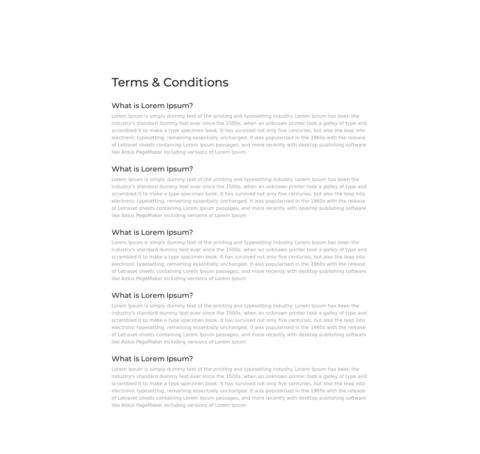 Terms & Conditions
What is Lorem Ipsum?
Lorem Ipsum is simply dummy text of the printing and typesetting industry. Lorem Ipsum has been the
industry's standard dummy text ever since the 1500s, when an unknown printer took a galley of type and
scrambled it to make a type specimen book. It has survived not only five centuries, but also the leap into
electronic typesetting, remaining essentially unchanged. It was popularised in the 1960s with the release
of Letraset sheets containing Lorem Ipsum passages, and more recently with desktop publishing software
like Aldus PageMaker including versions of Lorem Ipsum
What is Lorem Ipsum?
Lorem Ipsum is simply dummy text of the printing and typesetting industry. Lorem Ipsum has been the
industry's standard dummy text ever since the 1500s, when an unknown printer took a galley of type and
scrambled it to make a type specimen book. It has survived not only five centuries, but also the leap into
electronic typesetting, remaining essentially unchanged. It was popularised in the 1960s with the release
of Letraset sheets containing Lorem Ipsum passages, and more recently with desktop publishing software
like Aldus PageMaker including versions of Lorem Ipsum
What is Lorem Ipsum?
Lorem Ipsum is simply dummy text of the printing and typesetting industry. Lorem Ipsum has been the
industry's standard dummy text ever since the 1500s, when an unknown printer took a galley of type and
scrambled it to make a type specimen book. It has survived not only five centuries, but also the leap into
electronic typesetting, remaining essentially unchanged. It was popularised in the 1960s with the release
of Letraset sheets containing Lorem Ipsum passages, and more recently with desktop publishing software
like Aldus PageMaker including versions of Lorem Ipsum
What is Lorem Ipsum?
Lorem Ipsum is simply dummy text of the printing and typesetting industry. Lorem Ipsum has been the
industry's standard dummy text ever since the 1500s, when an unknown printer took a galley of type and
scrambled it to make a type specimen book. It has survived not only five centuries, but also the leap into
electronic typesetting, remaining essentially unchanged. It was popularised in the 1960s with the release
of Letraset sheets containing Lorem Ipsum passages, and more recently with desktop publishing software
like Aldus PageMaker including versions of Lorem Ipsum
What is Lorem Ipsum?
Lorem Ipsum is simply dummy text of the printing and typesetting industry. Lorem Ipsum has been the
industry's standard dummy text ever since the 1500s, when an unknown printer took a galley of type and
scrambled it to make a type specimen book. It has survived not only five centuries, but also the leap into
electronic typesetting, remaining essentially unchanged. It was popularised in the 1960s with the release
of Letraset sheets containing Lorem Ipsum passages, and more recently with desktop publishing software
like Aldus PageMaker including versions of Lorem Ipsum